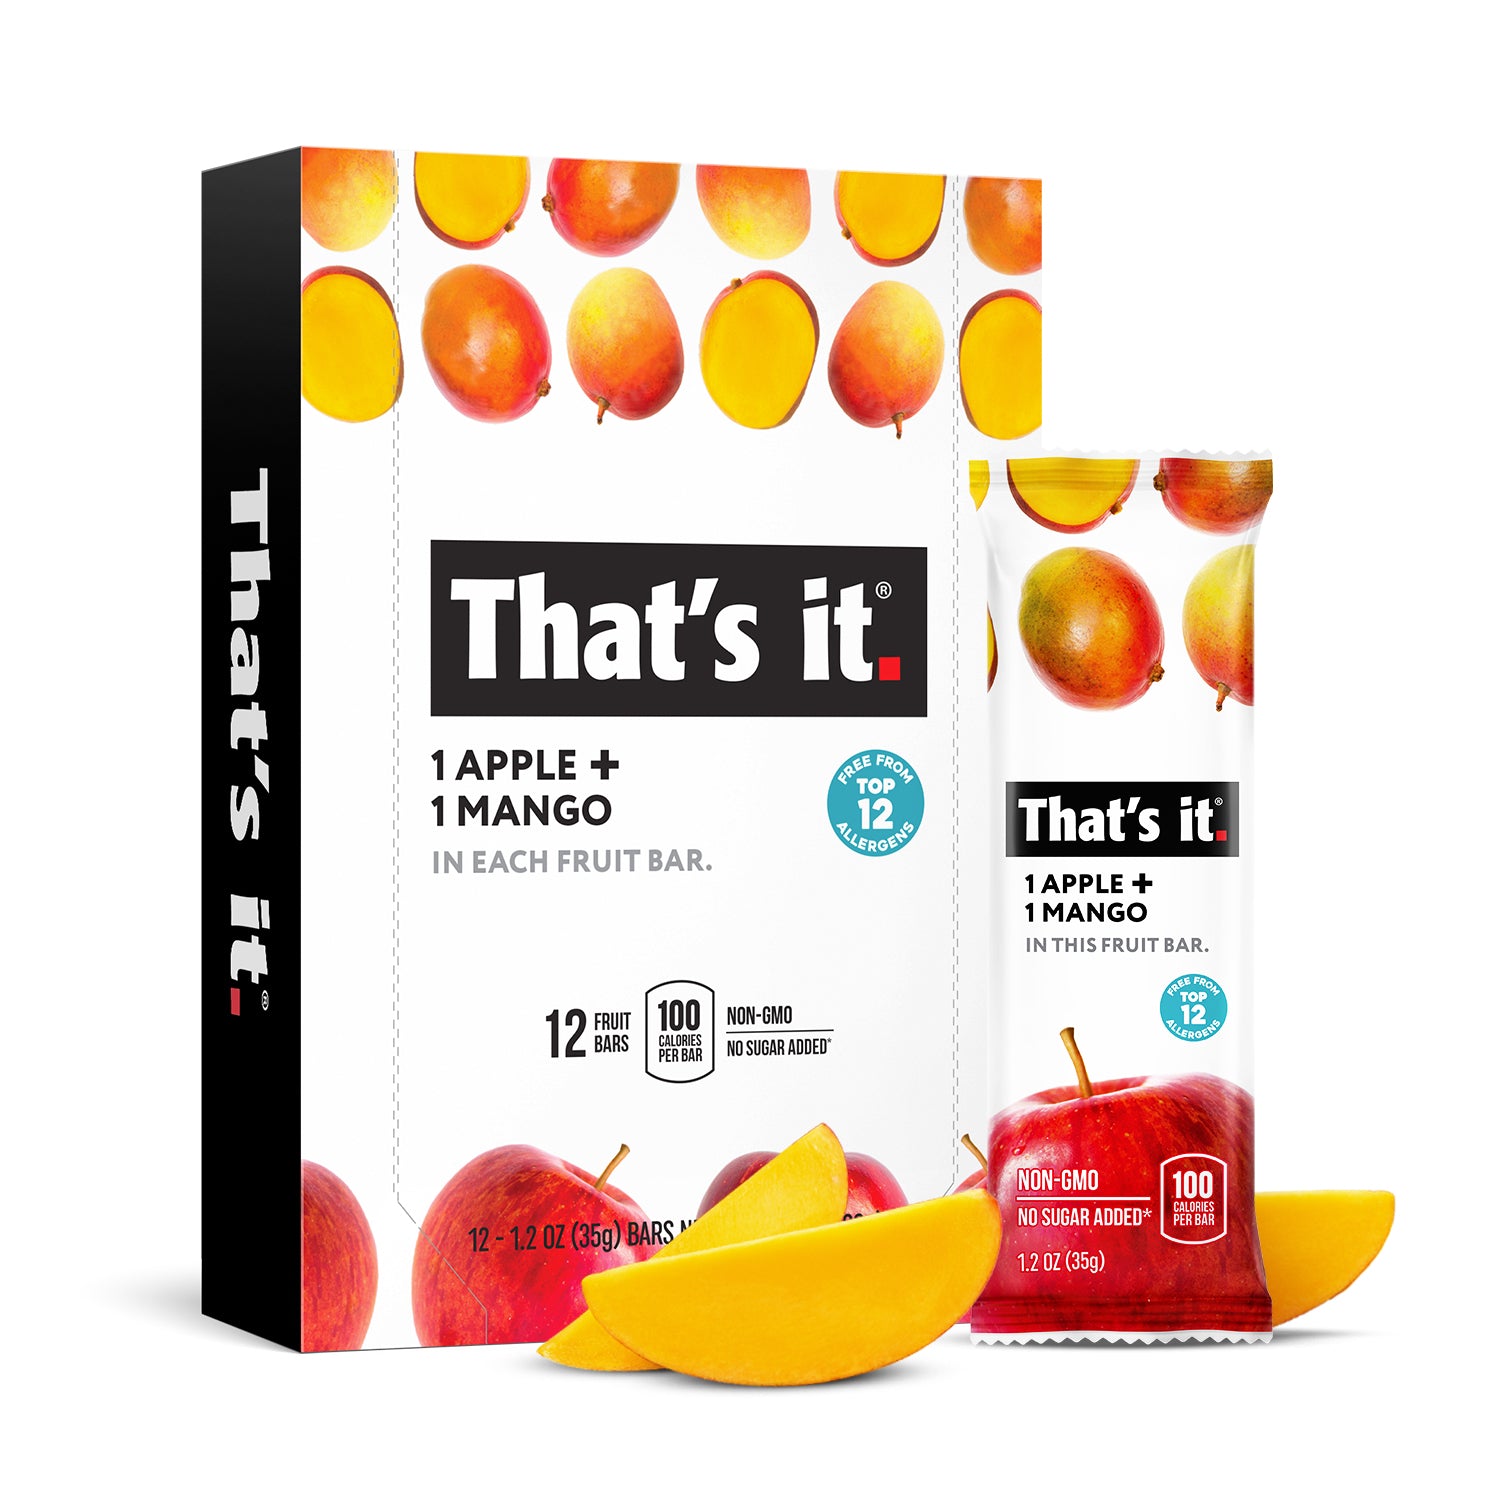 That's it.®
That's it.®
1 APPLE +
1 MANGO
IN EACH FRUIT BAR.
FREE FROM
TOP
12
ALLERGENS
12 FRUIT
BARS
100
CALORIES
PER BAR
NON-GMO
NO SUGAR ADDED*
12 - 1.2 OZ (35g) BARS
That's it.®
1 APPLE +
1 MANGO
IN THIS FRUIT BAR.
FREE FROM
TOP
12
ALLERGENS
NON-GMO
NO SUGAR ADDED*
100
CALORIES
PER BAR
1.2 OZ (35g)